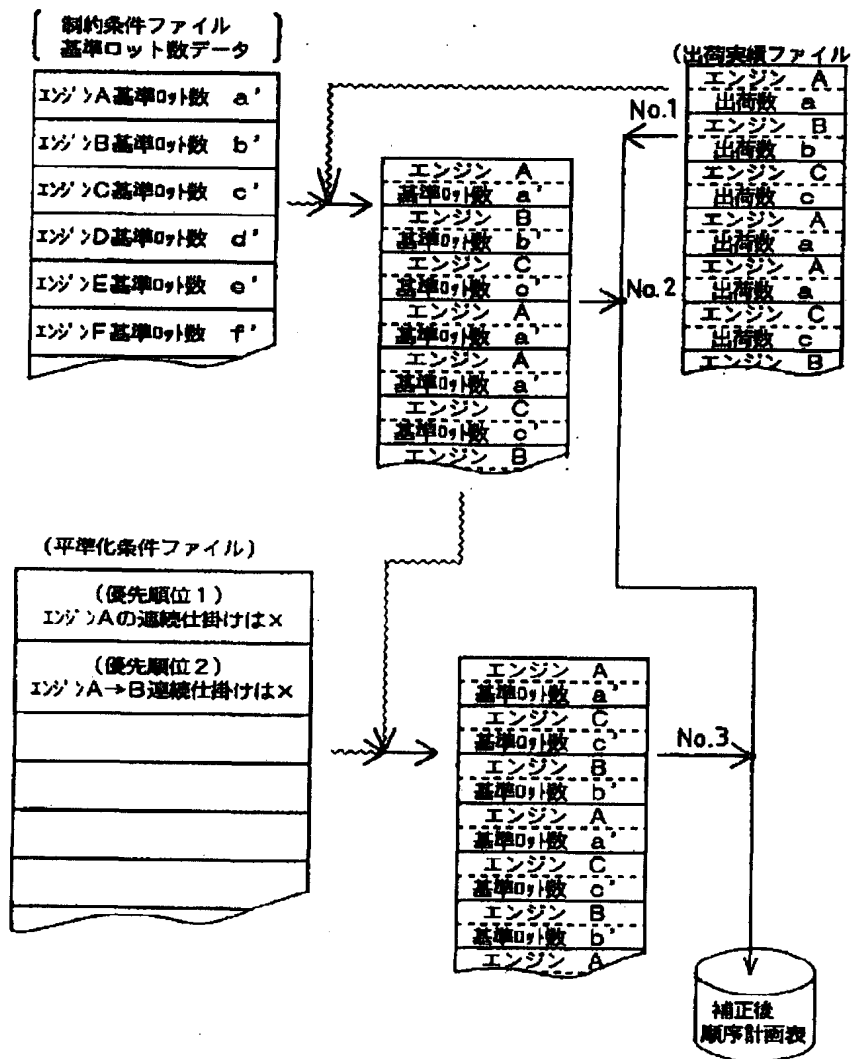 制約条件ファイル
基準ロット数データ
エンジンA基準ロット数 a'
エンジンB基準ロット数 b'
エンジンC基準ロット数 c'
エンジンD基準ロット数 d'
エンジンE基準ロット数 e'
エンジンF基準ロット数 f'
(出荷実績ファイル
エンジン A
出荷数 a
エンジン B
出荷数 b
エンジン C
出荷数 c
エンジン A
出荷数 a
エンジン A
出荷数 a
エンジン C
出荷数 c
エンジン B
No.1
エンジン A
基準ロット数 a'
エンジン B
基準ロット数 b'
エンジン C
基準ロット数 c'
エンジン A
基準ロット数 a'
エンジン A
基準ロット数 a'
エンジン C
基準ロット数 c'
エンジン B
No.2
(平準化条件ファイル)
(優先順位1)
エンジンAの連続仕掛けは×
(優先順位2)
エンジンA→B連続仕掛けは×
エンジン A
基準ロット数 a'
エンジン C
基準ロット数 c'
エンジン B
基準ロット数 b'
エンジン A
基準ロット数 a'
エンジン C
基準ロット数 c'
エンジン B
基準ロット数 b'
エンジン A
No.3
補正後
順序計画表